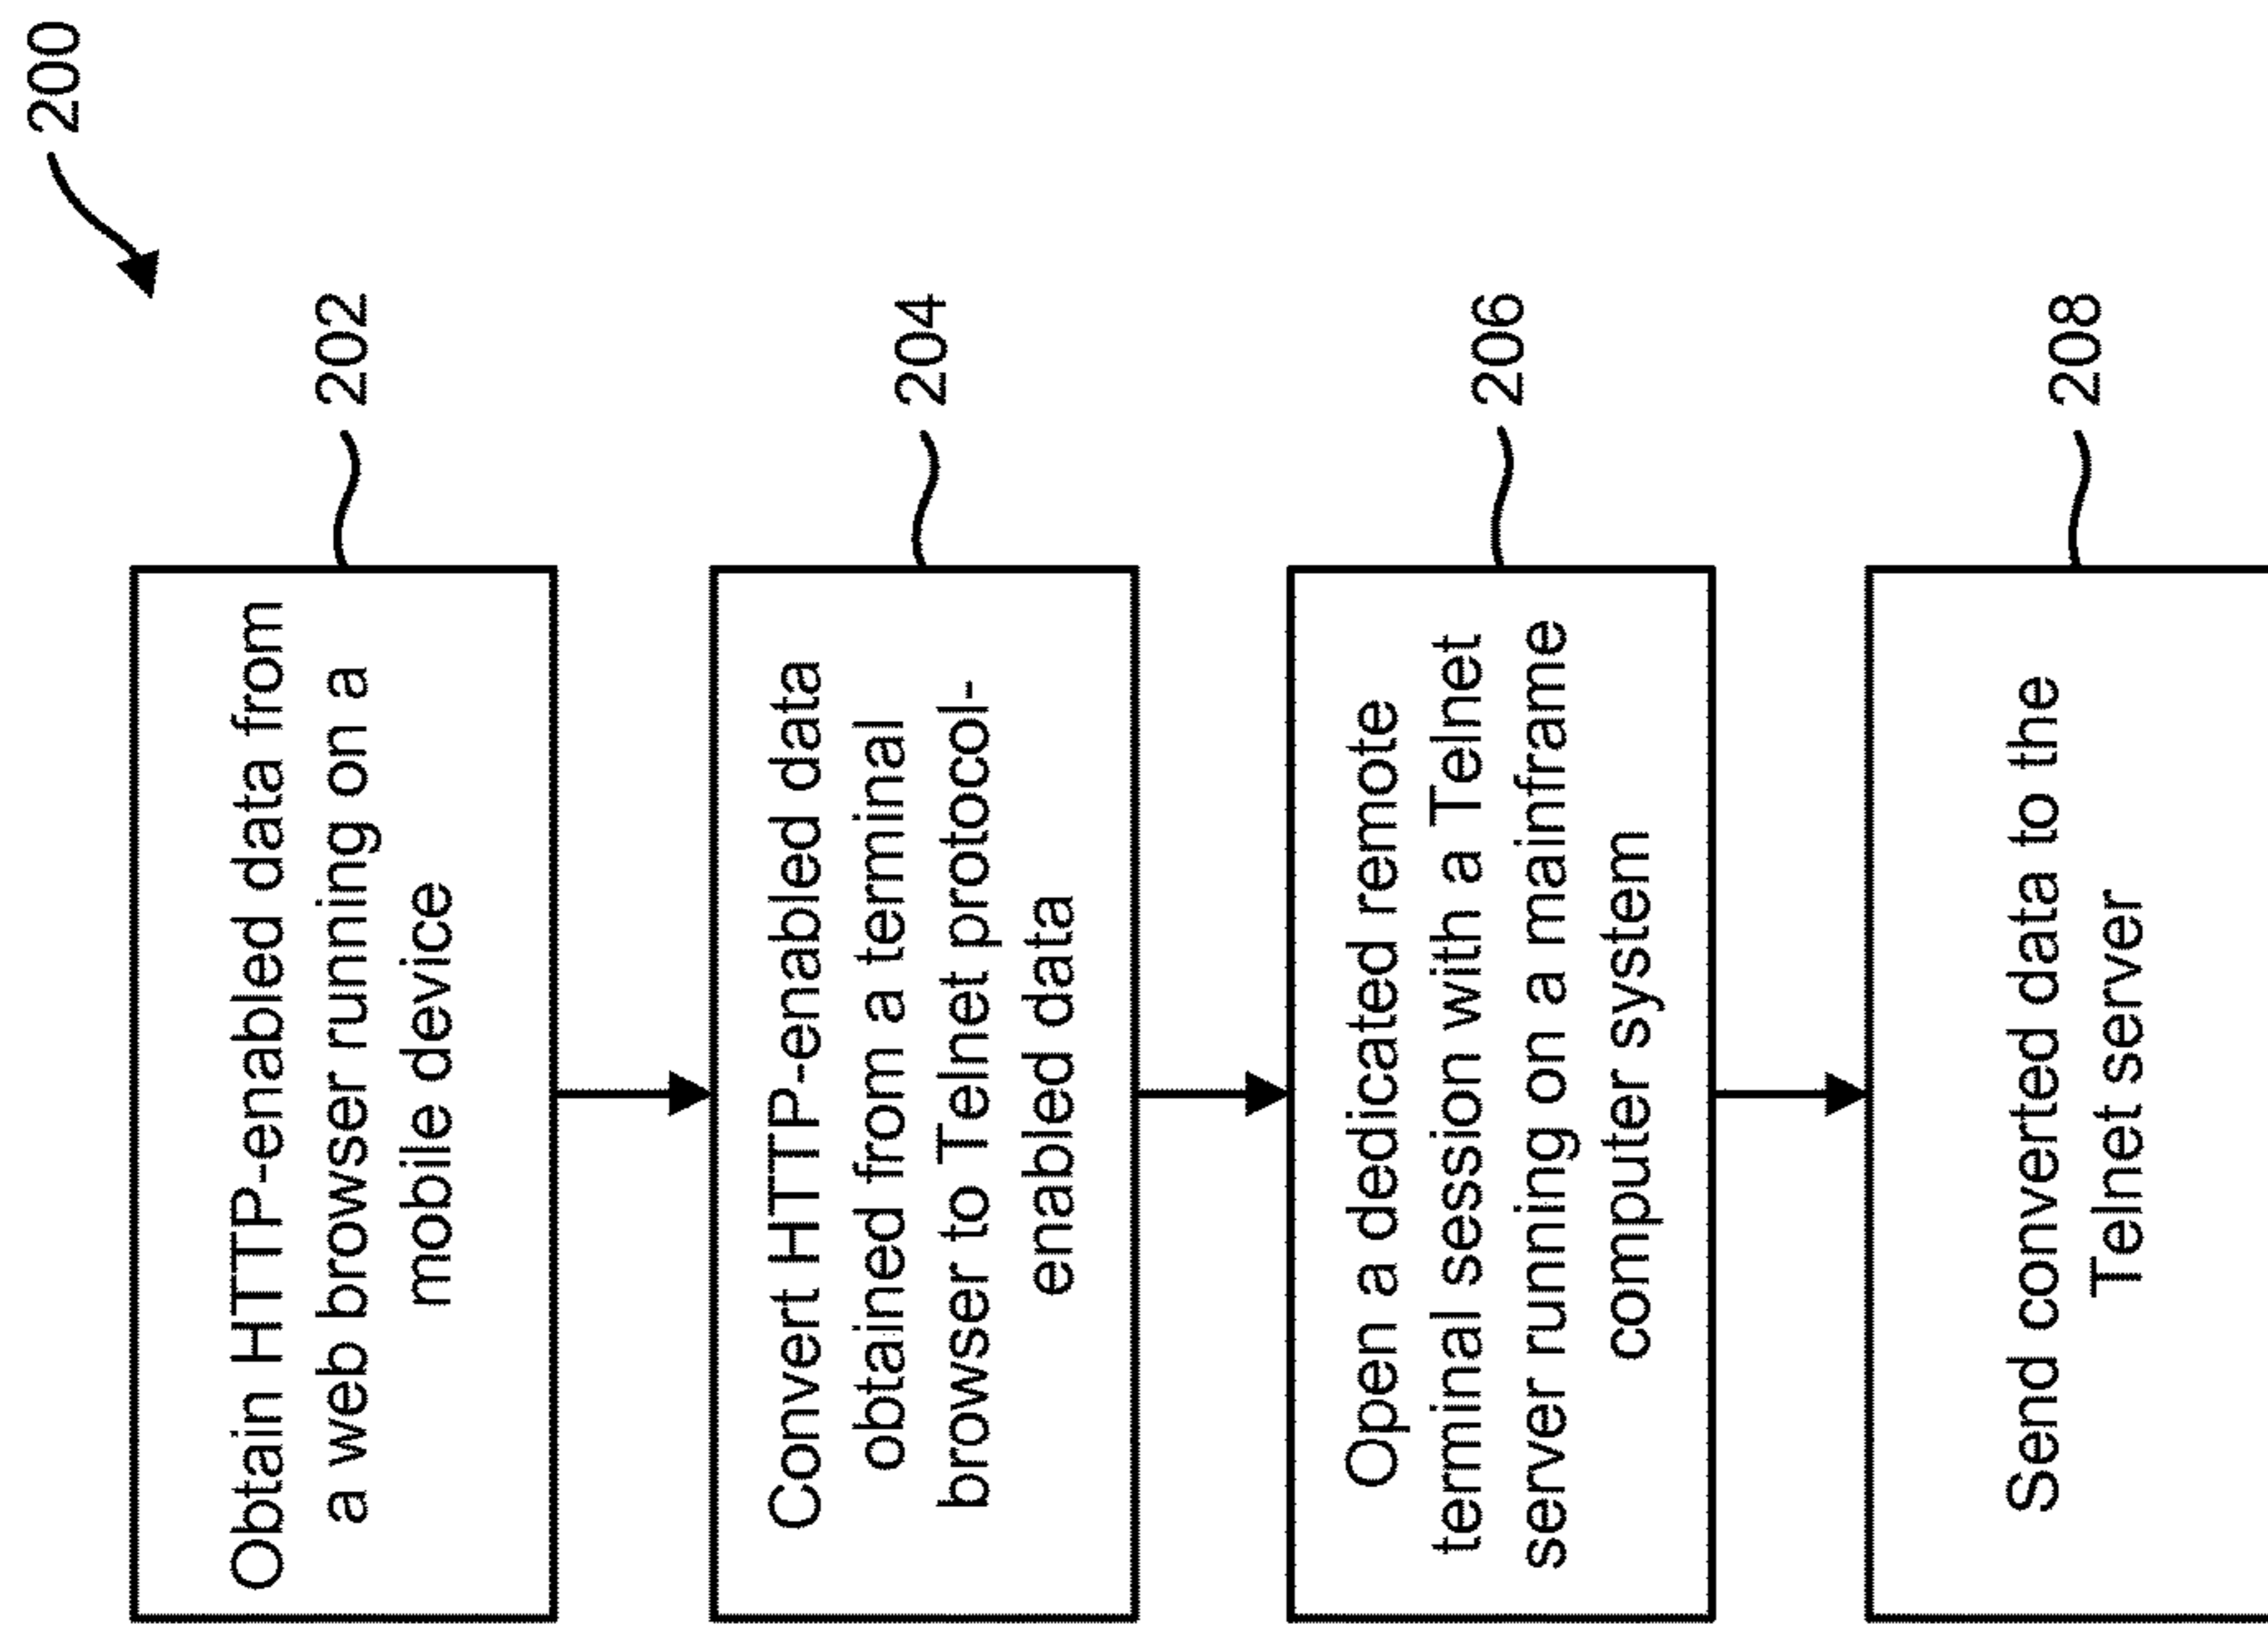 200
Obtain HTTP-enabled data from
a web browser running on a
mobile device
202
Convert HTTP-enabled data
obtained from a terminal
browser to Telnet protocol-
enabled data
204
Open a dedicated remote
terminal session with a Telnet
server running on a mainframe
computer system
206
Send converted data to the
Telnet server
208